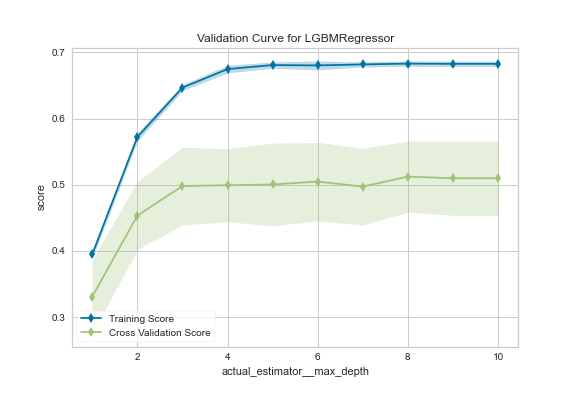 Validation Curve for LGBMRegressor
score
0.7
0.6
0.5
0.4
0.3
Training Score
Cross Validation Score
2
4
6
8
10
actual_estimator__max_depth